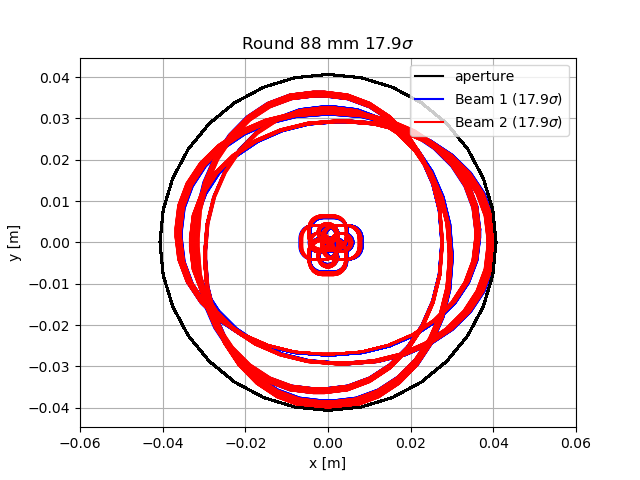 Round 88 mm 17.9σ
aperture
Beam 1 (17.9σ)
Beam 2 (17.9σ)
0.04
0.03
0.02
0.01
0.00
−0.01
−0.02
−0.03
−0.04
y [m]
−0.06 −0.04 −0.02 0.00 0.02 0.04 0.06
x [m]